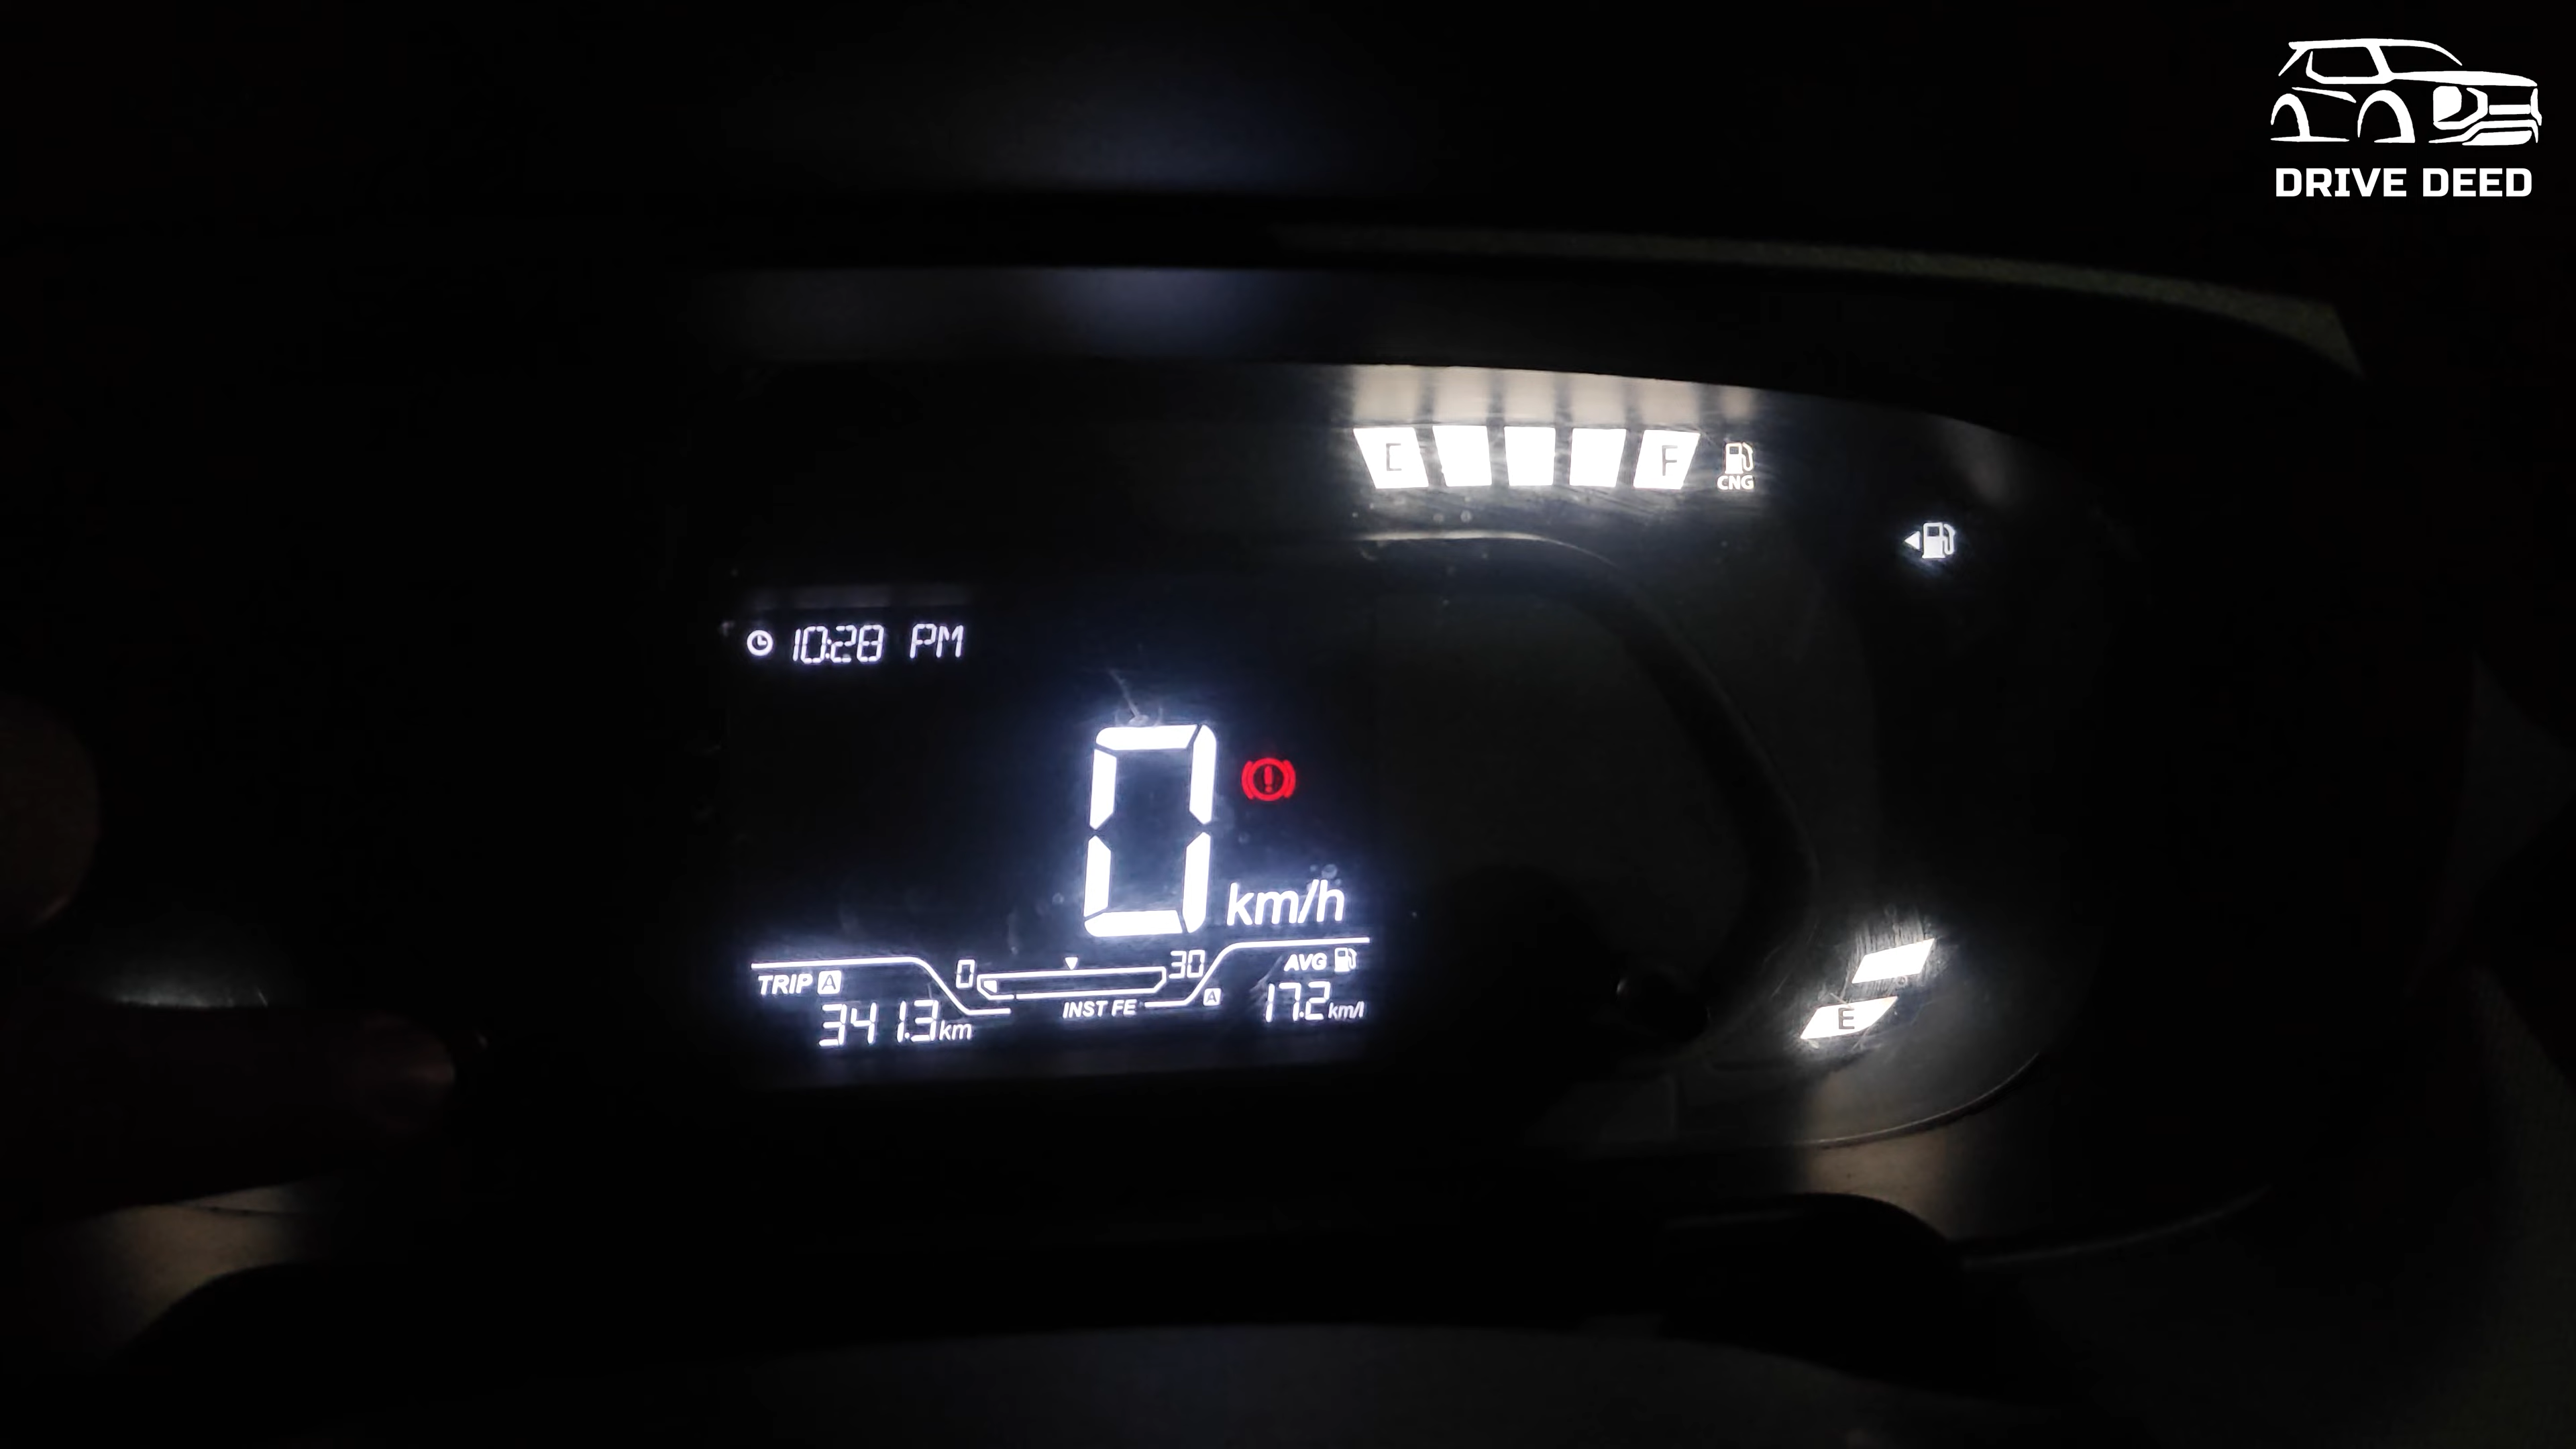 DRIVE DEED
E F
CNG
10:28 PM
0
km/h
0 30
TRIP A
INST FE
A
AVG
341.3km
17.2km/l
E